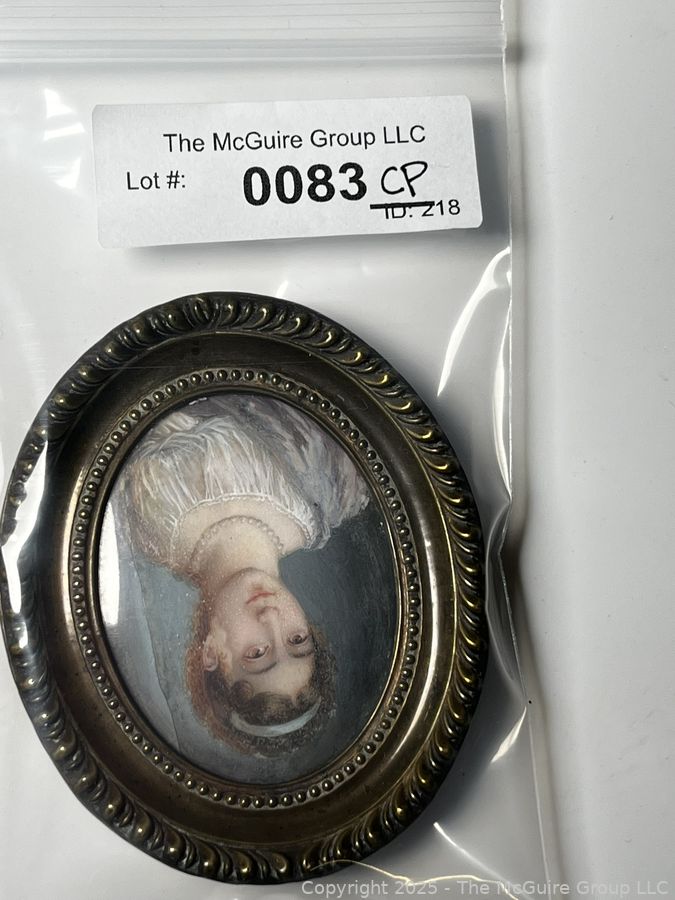 The McGuire Group LLC
Lot #: 0083 CP
ID: 218
Copyright 2025 - The McGuire Group LLC